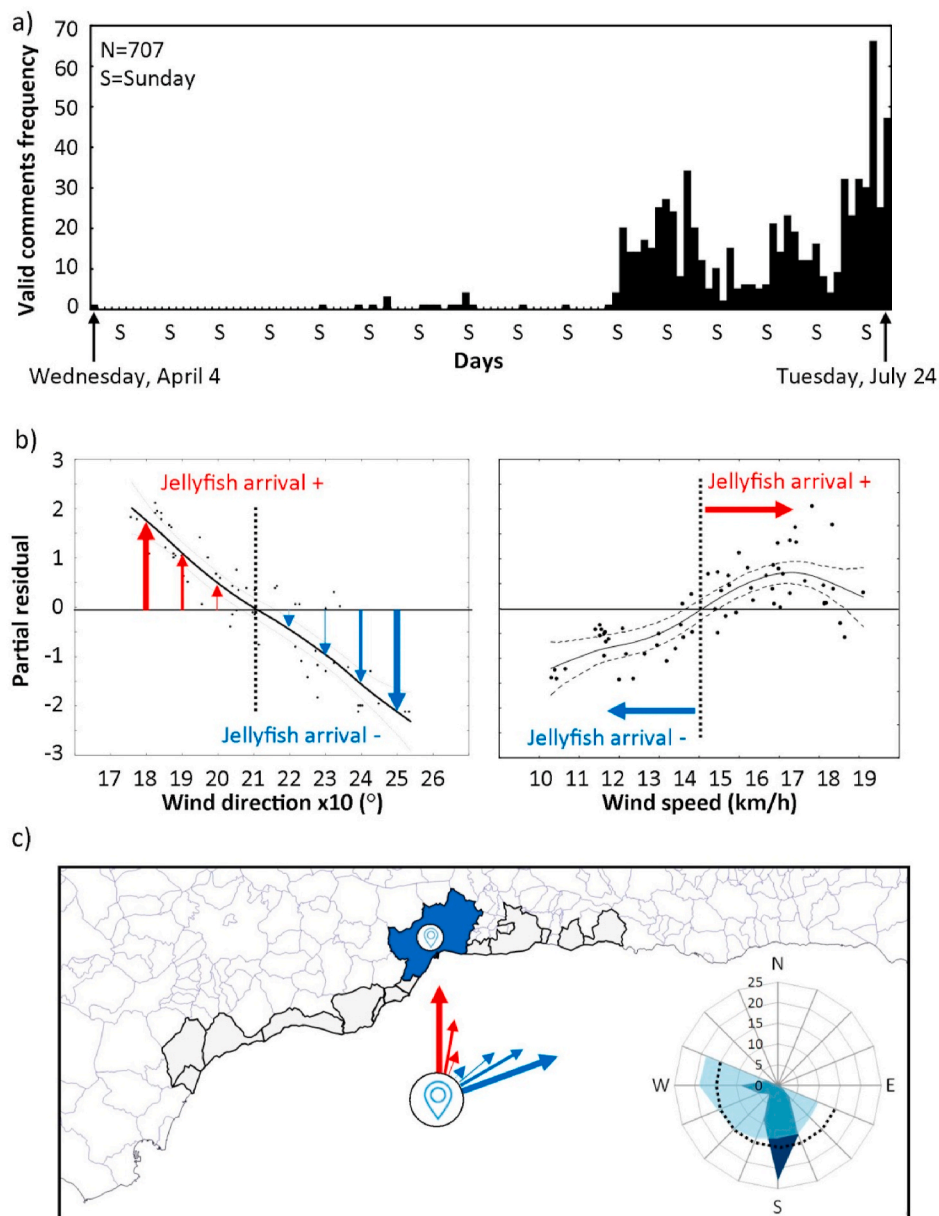 a)
70
60
50
40
30
20
10
0
Valid comments frequency
N=707
S=Sunday
S S S S S S S S S S S S S S S S
Days
Wednesday, April 4
Tuesday, July 24
b)
3
2
1
0
-1
-2
-3
Partial residual
Jellyfish arrival +
Jellyfish arrival -
17 18 19 20 21 22 23 24 25 26
Wind direction x10 (°)
Jellyfish arrival +
Jellyfish arrival -
10 11 12 13 14 15 16 17 18 19
Wind speed (km/h)
c)
N
25
20
15
10
5
0
W
E
S